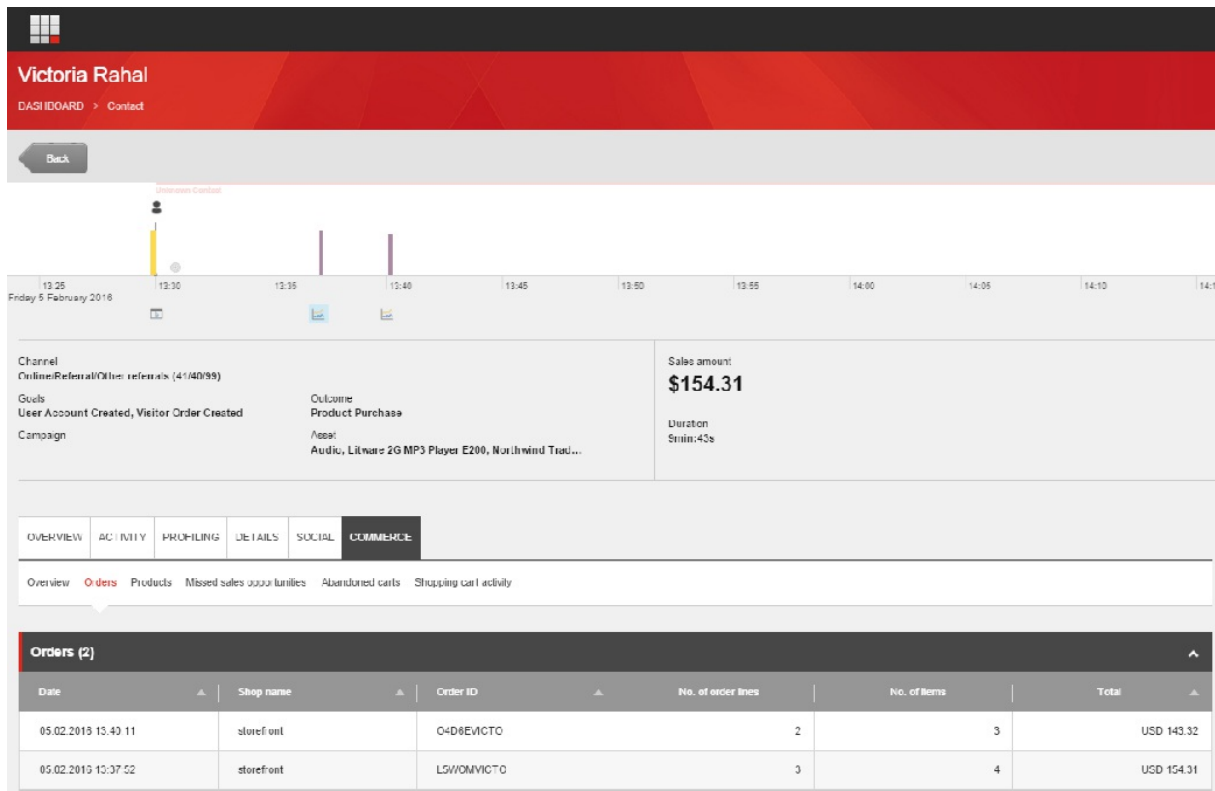 Victoria Rahal
DASHBOARD > Contact
Back
Unknown Contact
13:25 13:30 13:35 13:40 13:45 13:50 13:55 14:00 14:05 14:10 14:1
Friday 5 February 2016
Channel
Online/Referral/Other referrals (41/40/99)
Goals
User Account Created, Visitor Order Created
Campaign
Outcome
Product Purchase
Asset
Audio, Litware 2G MP3 Player E200, Northwind Trad...
Sales amount
$154.31
Duration
9min:43s
OVERVIEW ACTIVITY PROFILING DETAILS SOCIAL COMMERCE
Overview Orders Products Missed sales opportunities Abandoned carts Shopping cart activity
Orders (2)
Date Shop name Order ID No. of order lines No. of items Total
05.02.2016 13:40:11 storefront O4D6EVICTO 2 3 USD 143.32
05.02.2016 13:37:52 storefront L5WOMVICTO 3 4 USD 154.31